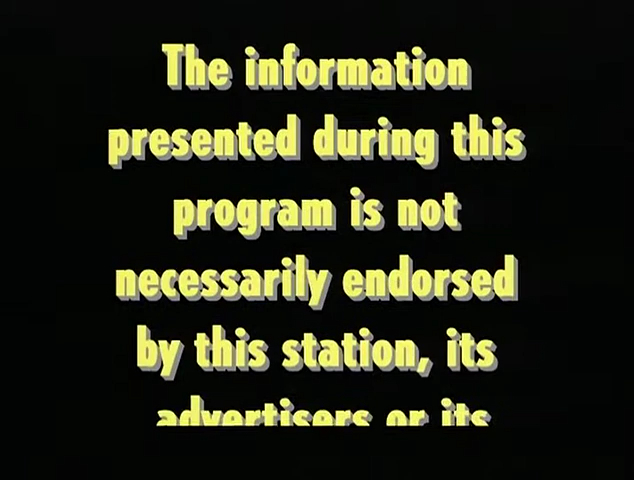 The information
presented during this
program is not
necessarily endorsed
by this station, its
advertisers or its